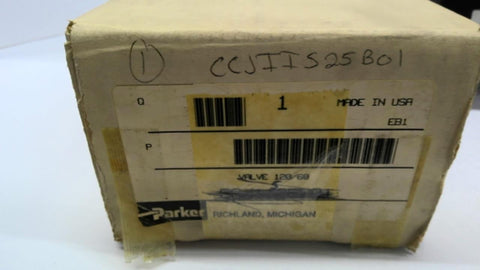 1 CCJIIS25B01
Q 1 MADE IN USA
EB1
P
VALVE 120/60
Parker RICHLAND, MICHIGAN